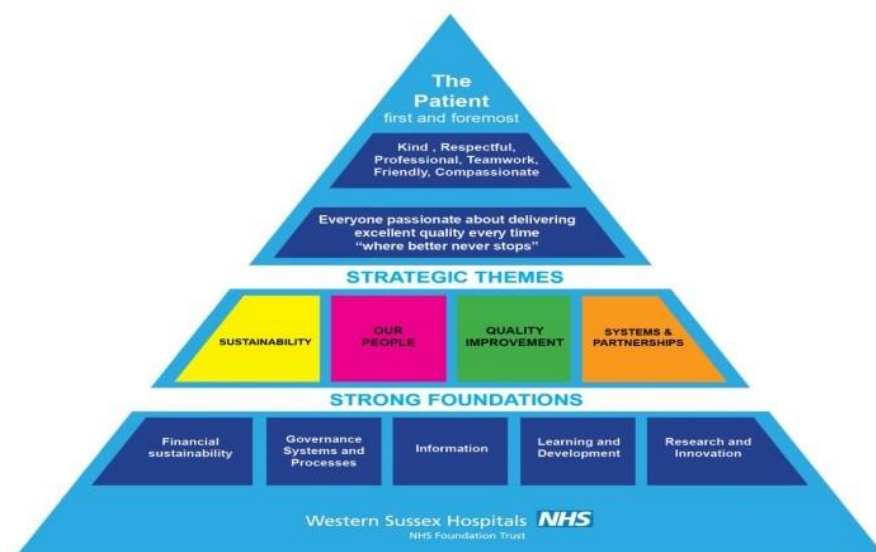 The
Patient
first and foremost
Kind , Respectful,
Professional, Teamwork,
Friendly, Compassionate
Everyone passionate about delivering
excellent quality every time
“where better never stops”
STRATEGIC THEMES
SUSTAINABILITY
OUR
PEOPLE
QUALITY
IMPROVEMENT
SYSTEMS &
PARTNERSHIPS
STRONG FOUNDATIONS
Financial
sustainability
Governance
Systems and
Processes
Information
Learning and
Development
Research and
Innovation
Western Sussex Hospitals NHS
NHS Foundation Trust